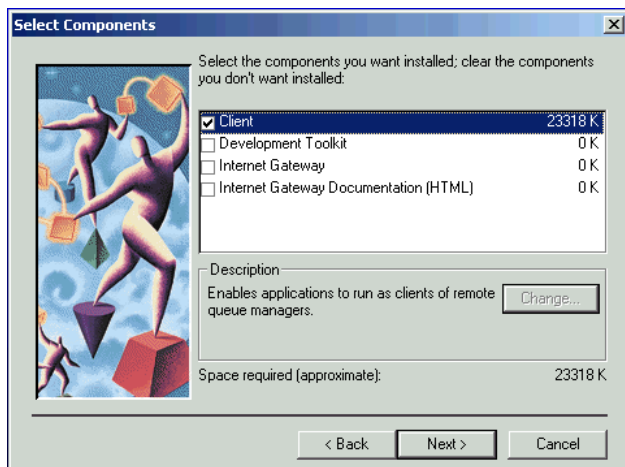 Select Components
Select the components you want installed; clear the components
you don't want installed:
Client 23318 K
Development Toolkit 0 K
Internet Gateway 0 K
Internet Gateway Documentation (HTML) 0 K
Description
Enables applications to run as clients of remote
queue managers.
Change...
Space required (approximate): 23318 K
< Back Next > Cancel